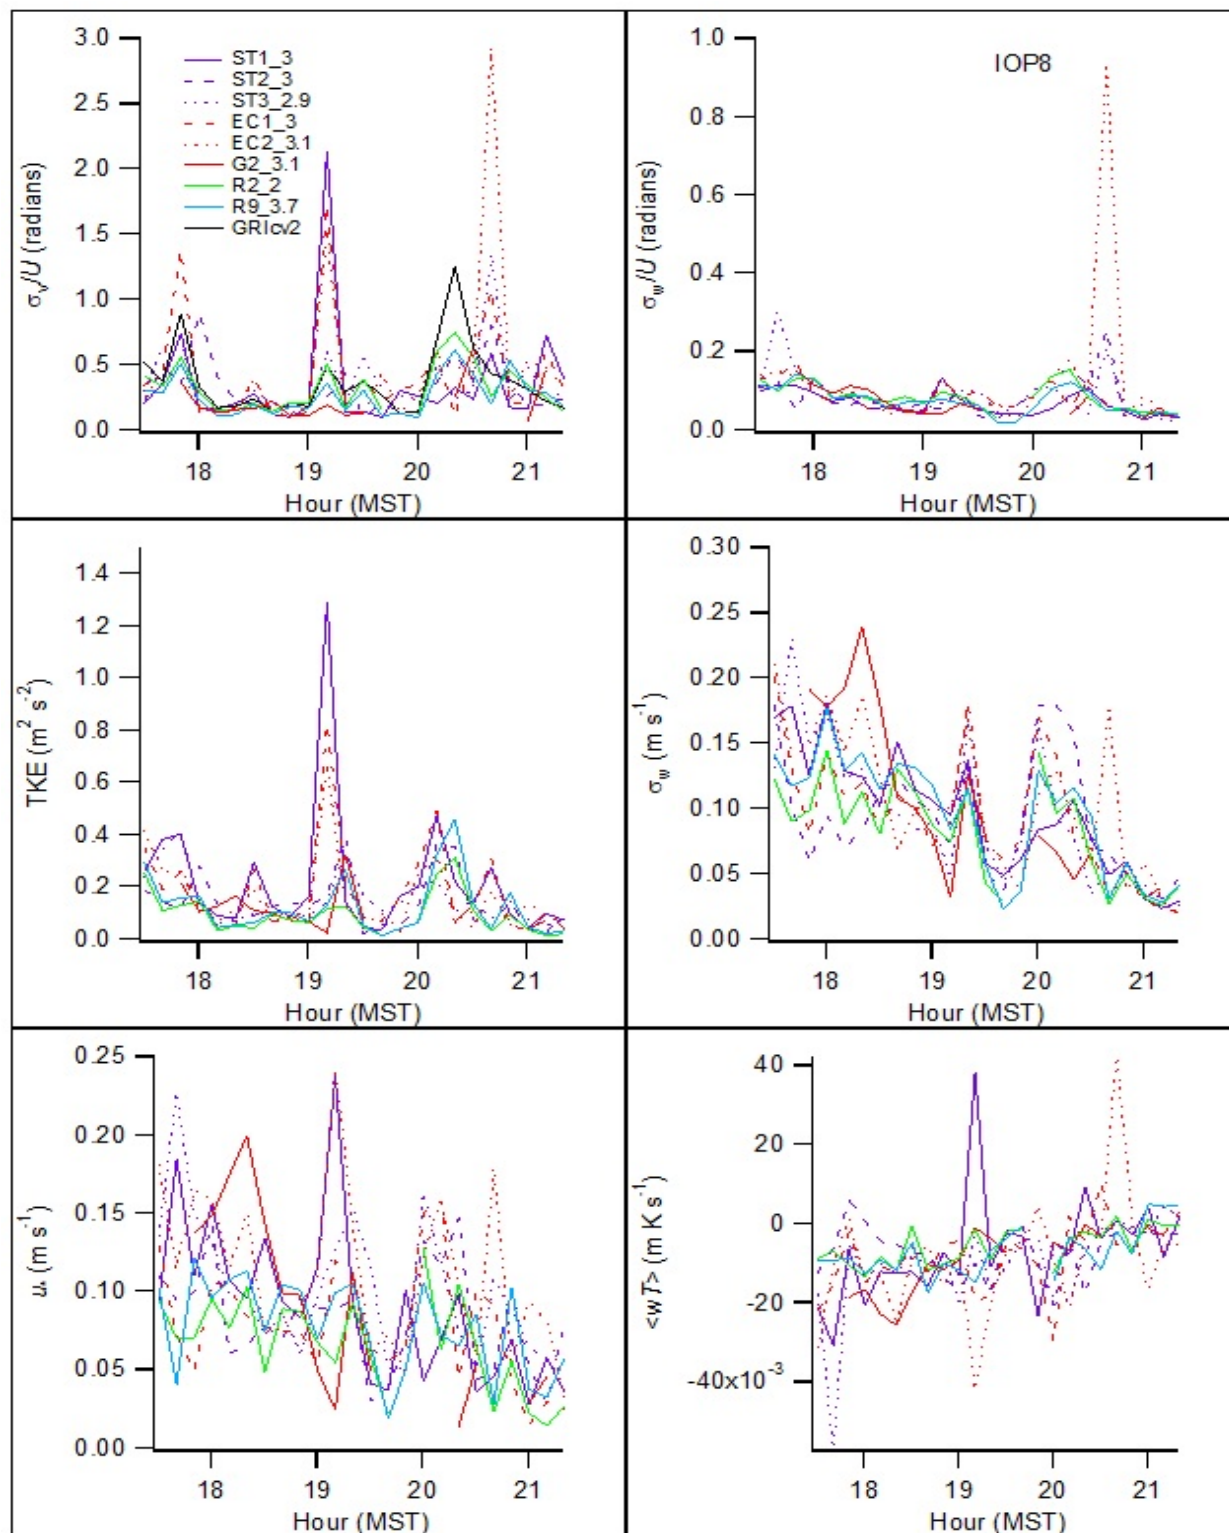 3.0
2.5
2.0
1.5
1.0
0.5
0.0
σv/U (radians)
ST1_3
ST2_3
ST3_2.9
EC1_3
EC2_3.1
G2_3.1
R2_2
R9_3.7
GRIcv2
18 19 20 21
Hour (MST)
IOP8
1.0
0.8
0.6
0.4
0.2
0.0
σw/U (radians)
18 19 20 21
Hour (MST)
1.4
1.2
1.0
0.8
0.6
0.4
0.2
0.0
TKE (m² s⁻²)
18 19 20 21
Hour (MST)
0.30
0.25
0.20
0.15
0.10
0.05
0.00
σw (m s⁻¹)
18 19 20 21
Hour (MST)
0.25
0.20
0.15
0.10
0.05
0.00
u* (m s⁻¹)
18 19 20 21
Hour (MST)
40
20
0
-20
-40x10⁻³
<wT> (m K s⁻¹)
18 19 20 21
Hour (MST)